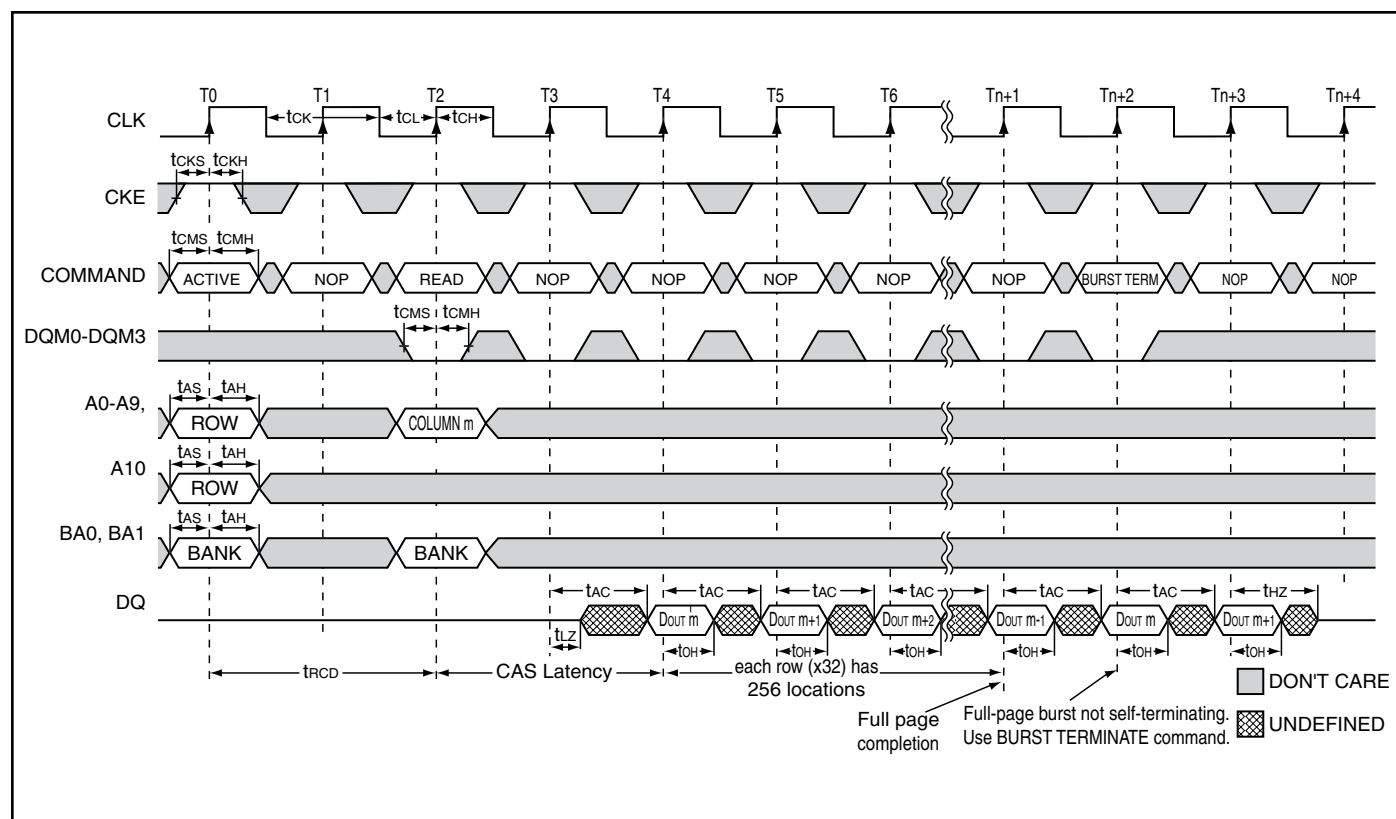 T0 T1 T2 T3 T4 T5 T6 Tn+1 Tn+2 Tn+3 Tn+4
CLK
tCK tCL tCH
tCKS tCKH
CKE
tCMS tCMH
COMMAND
ACTIVE NOP READ NOP NOP NOP NOP NOP BURST TERM NOP NOP
tCMS tCMH
DQM0-DQM3
tAS tAH
A0-A9,
ROW COLUMN m
tAS tAH
A10
ROW
tAS tAH
BA0, BA1
BANK BANK
tAC tAC tAC tAC tAC tAC tHZ
DQ
DOUT m DOUT m+1 DOUT m+2 DOUT m-1 DOUT m DOUT m+1
tLZ tOH tOH tOH tOH tOH tOH
tRCD CAS Latency each row (x32) has
256 locations
DON'T CARE
Full page
completion
Full-page burst not self-terminating.
Use BURST TERMINATE command.
UNDEFINED